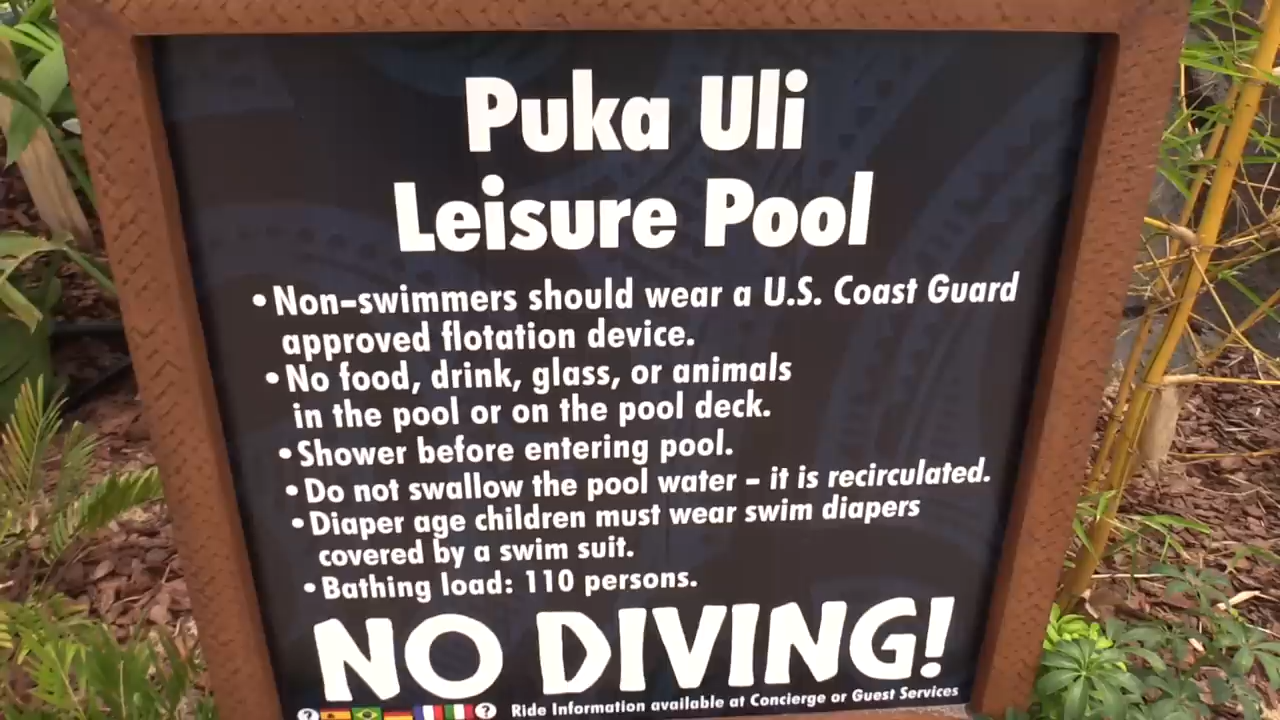 Puka Uli
Leisure Pool
• Non-swimmers should wear a U.S. Coast Guard
approved flotation device.
• No food, drink, glass, or animals
in the pool or on the pool deck.
• Shower before entering pool.
• Do not swallow the pool water – it is recirculated.
• Diaper age children must wear swim diapers
covered by a swim suit.
• Bathing load: 110 persons.
NO DIVING!
? ? Ride Information available at Concierge or Guest Services